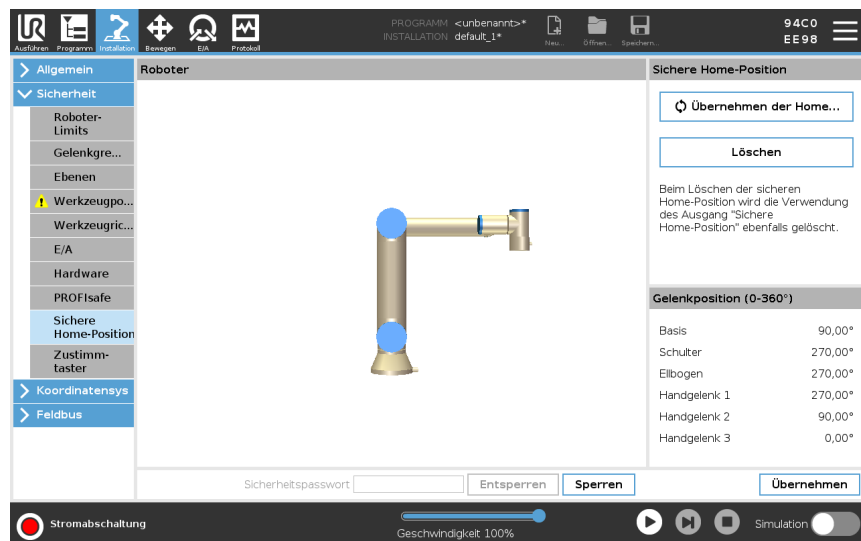 UR
Ausführen
Programm
Installation
Bewegen
E/A
Protokoll
PROGRAMM <unbenannt>*
INSTALLATION default_1*
Neu...
Öffnen...
Speichern...
94C0
EE98
Allgemein
Sicherheit
Roboter-
Limits
Gelenkgre...
Ebenen
Werkzeugpo...
Werkzeugric...
E/A
Hardware
PROFIsafe
Sichere
Home-Position
Zustimm-
taster
Koordinatensys
Feldbus
Roboter
Sichere Home-Position
Übernehmen der Home...
Löschen
Beim Löschen der sicheren
Home-Position wird die Verwendung
des Ausgang "Sichere
Home-Position" ebenfalls gelöscht.
Gelenkposition (0-360°)
Basis 90,00°
Schulter 270,00°
Ellbogen 270,00°
Handgelenk 1 270,00°
Handgelenk 2 90,00°
Handgelenk 3 0,00°
Sicherheitspasswort
Entsperren
Sperren
Übernehmen
Stromabschaltung
Geschwindigkeit 100%
Simulation